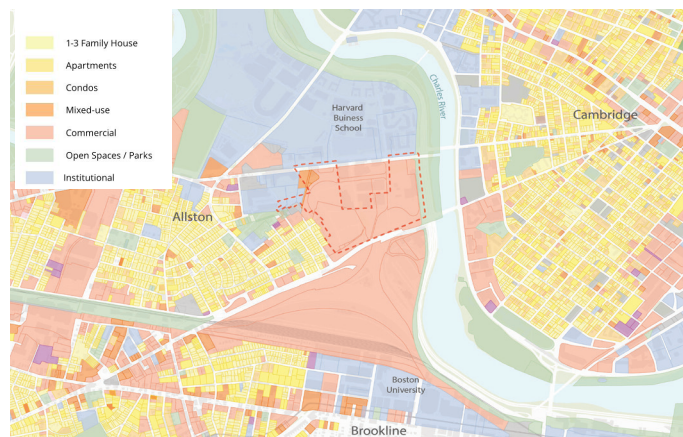 1-3 Family House
Apartments
Condos
Mixed-use
Commercial
Open Spaces / Parks
Institutional
Harvard
Buiness
School
Charles River
Cambridge
Allston
Boston
University
Brookline